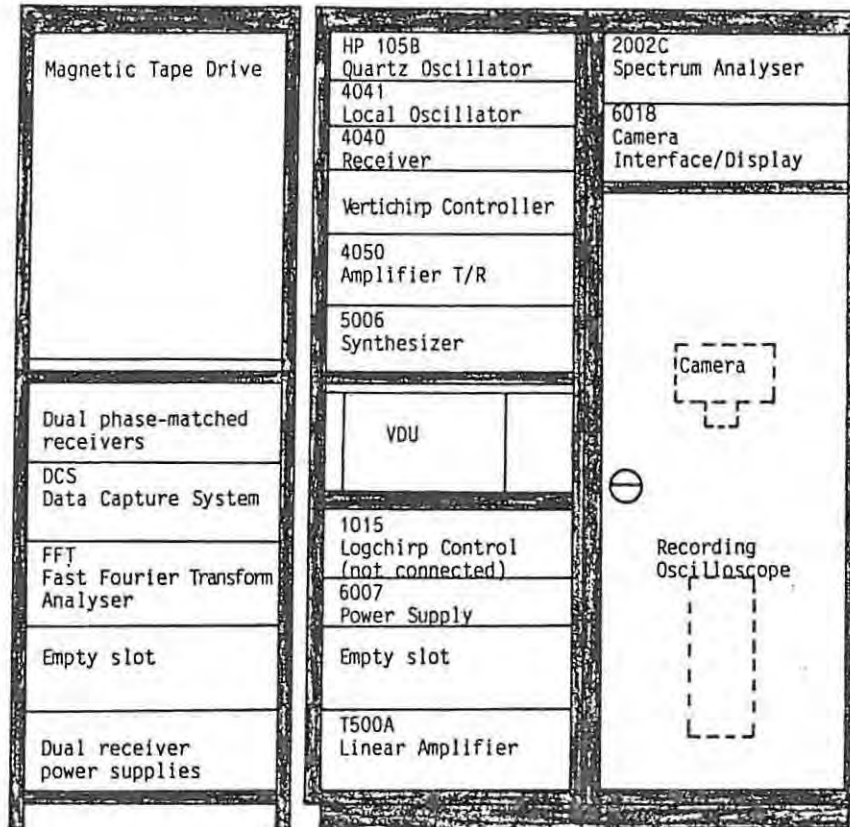 Magnetic Tape Drive
Dual phase-matched
receivers
DCS
Data Capture System
FFT
Fast Fourier Transform
Analyser
Empty slot
Dual receiver
power supplies
HP 105B
Quartz Oscillator
4041
Local Oscillator
4040
Receiver
Vertichirp Controller
4050
Amplifier T/R
5006
Synthesizer
VDU
1015
Logchirp Control
(not connected)
6007
Power Supply
Empty slot
T500A
Linear Amplifier
2002C
Spectrum Analyser
6018
Camera
Interface/Display
Camera
Recording
Oscilloscope